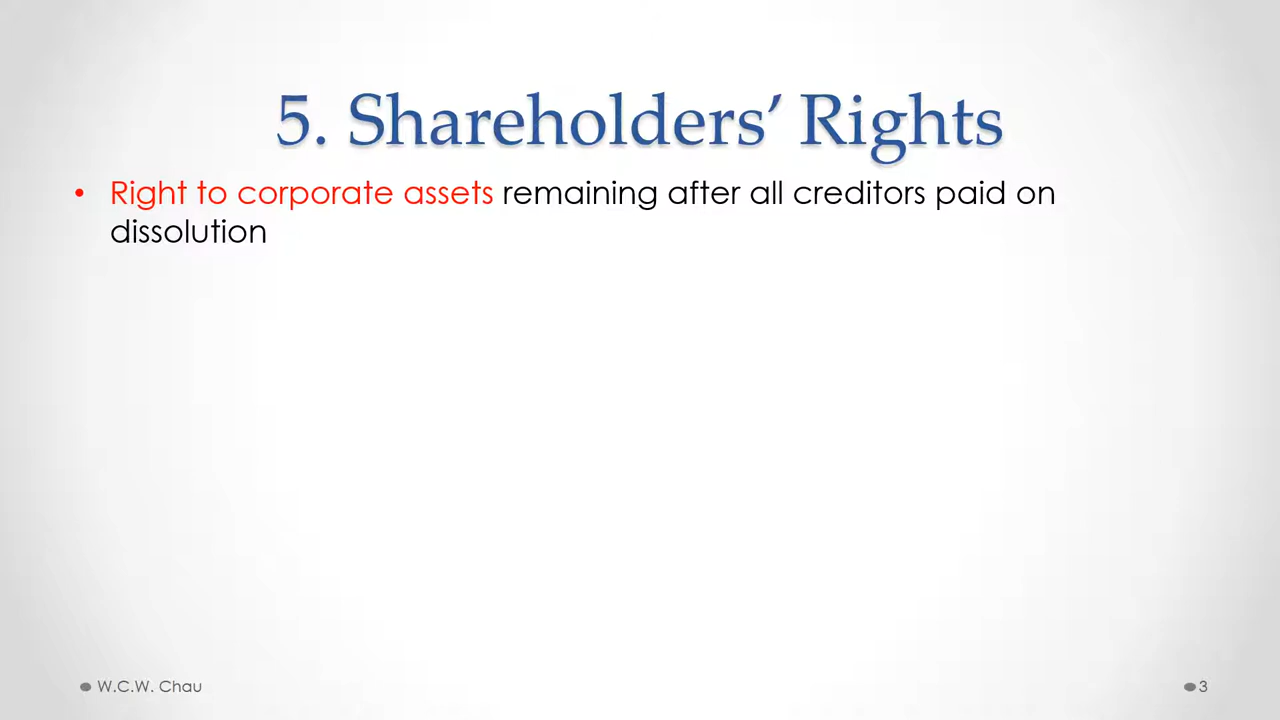 5. Shareholders’ Rights
• Right to corporate assets remaining after all creditors paid on
dissolution
W.C.W. Chau
3